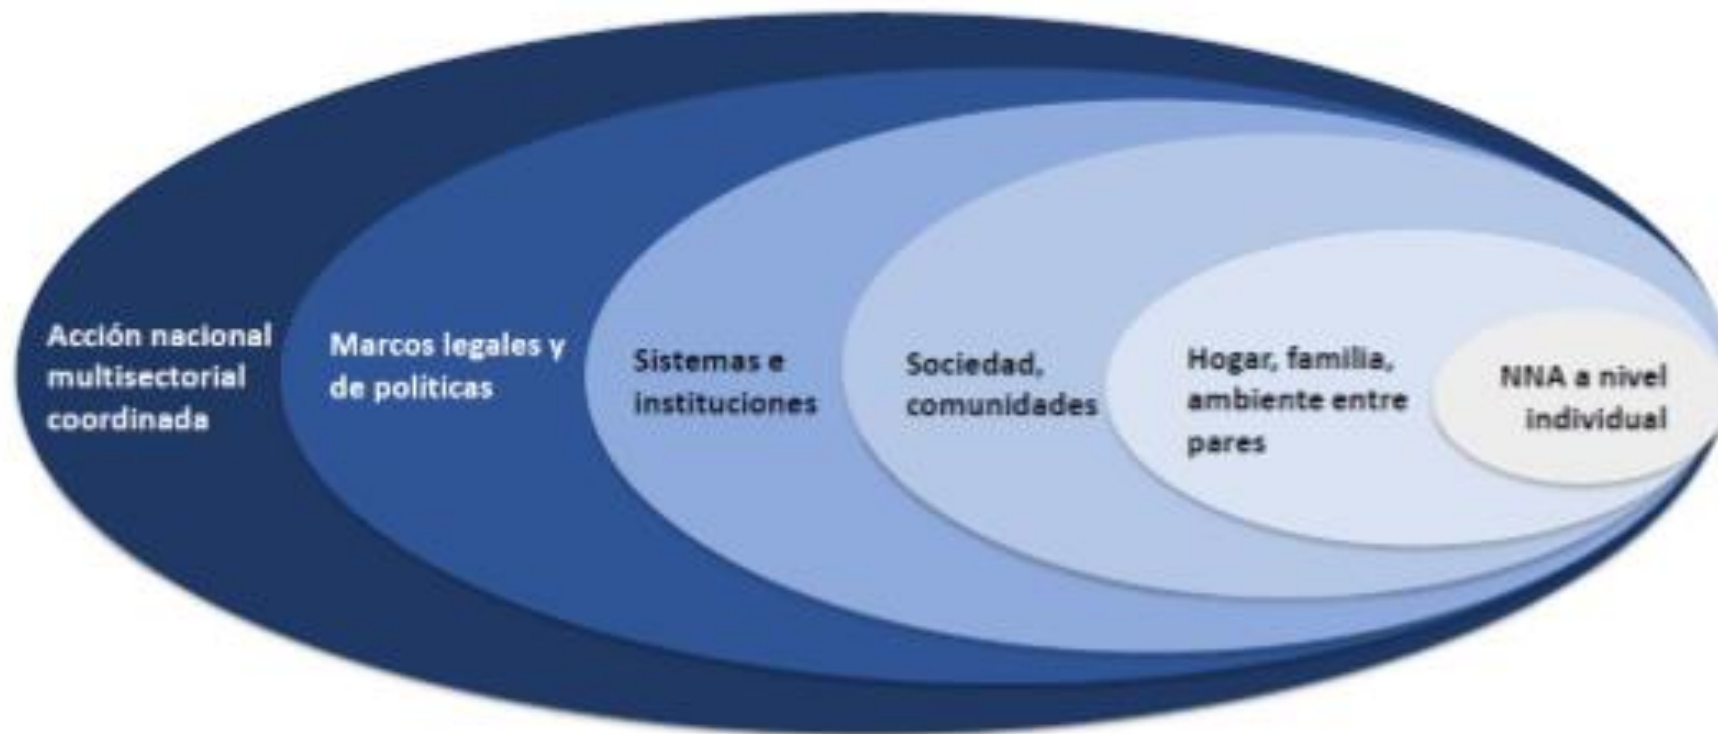 Acción nacional
multisectorial
coordinada
Marcos legales y
de politicas
Sistemas e
instituciones
Sociedad,
comunidades
Hogar, familia,
ambiente entre
pares
NNA a nivel
individual